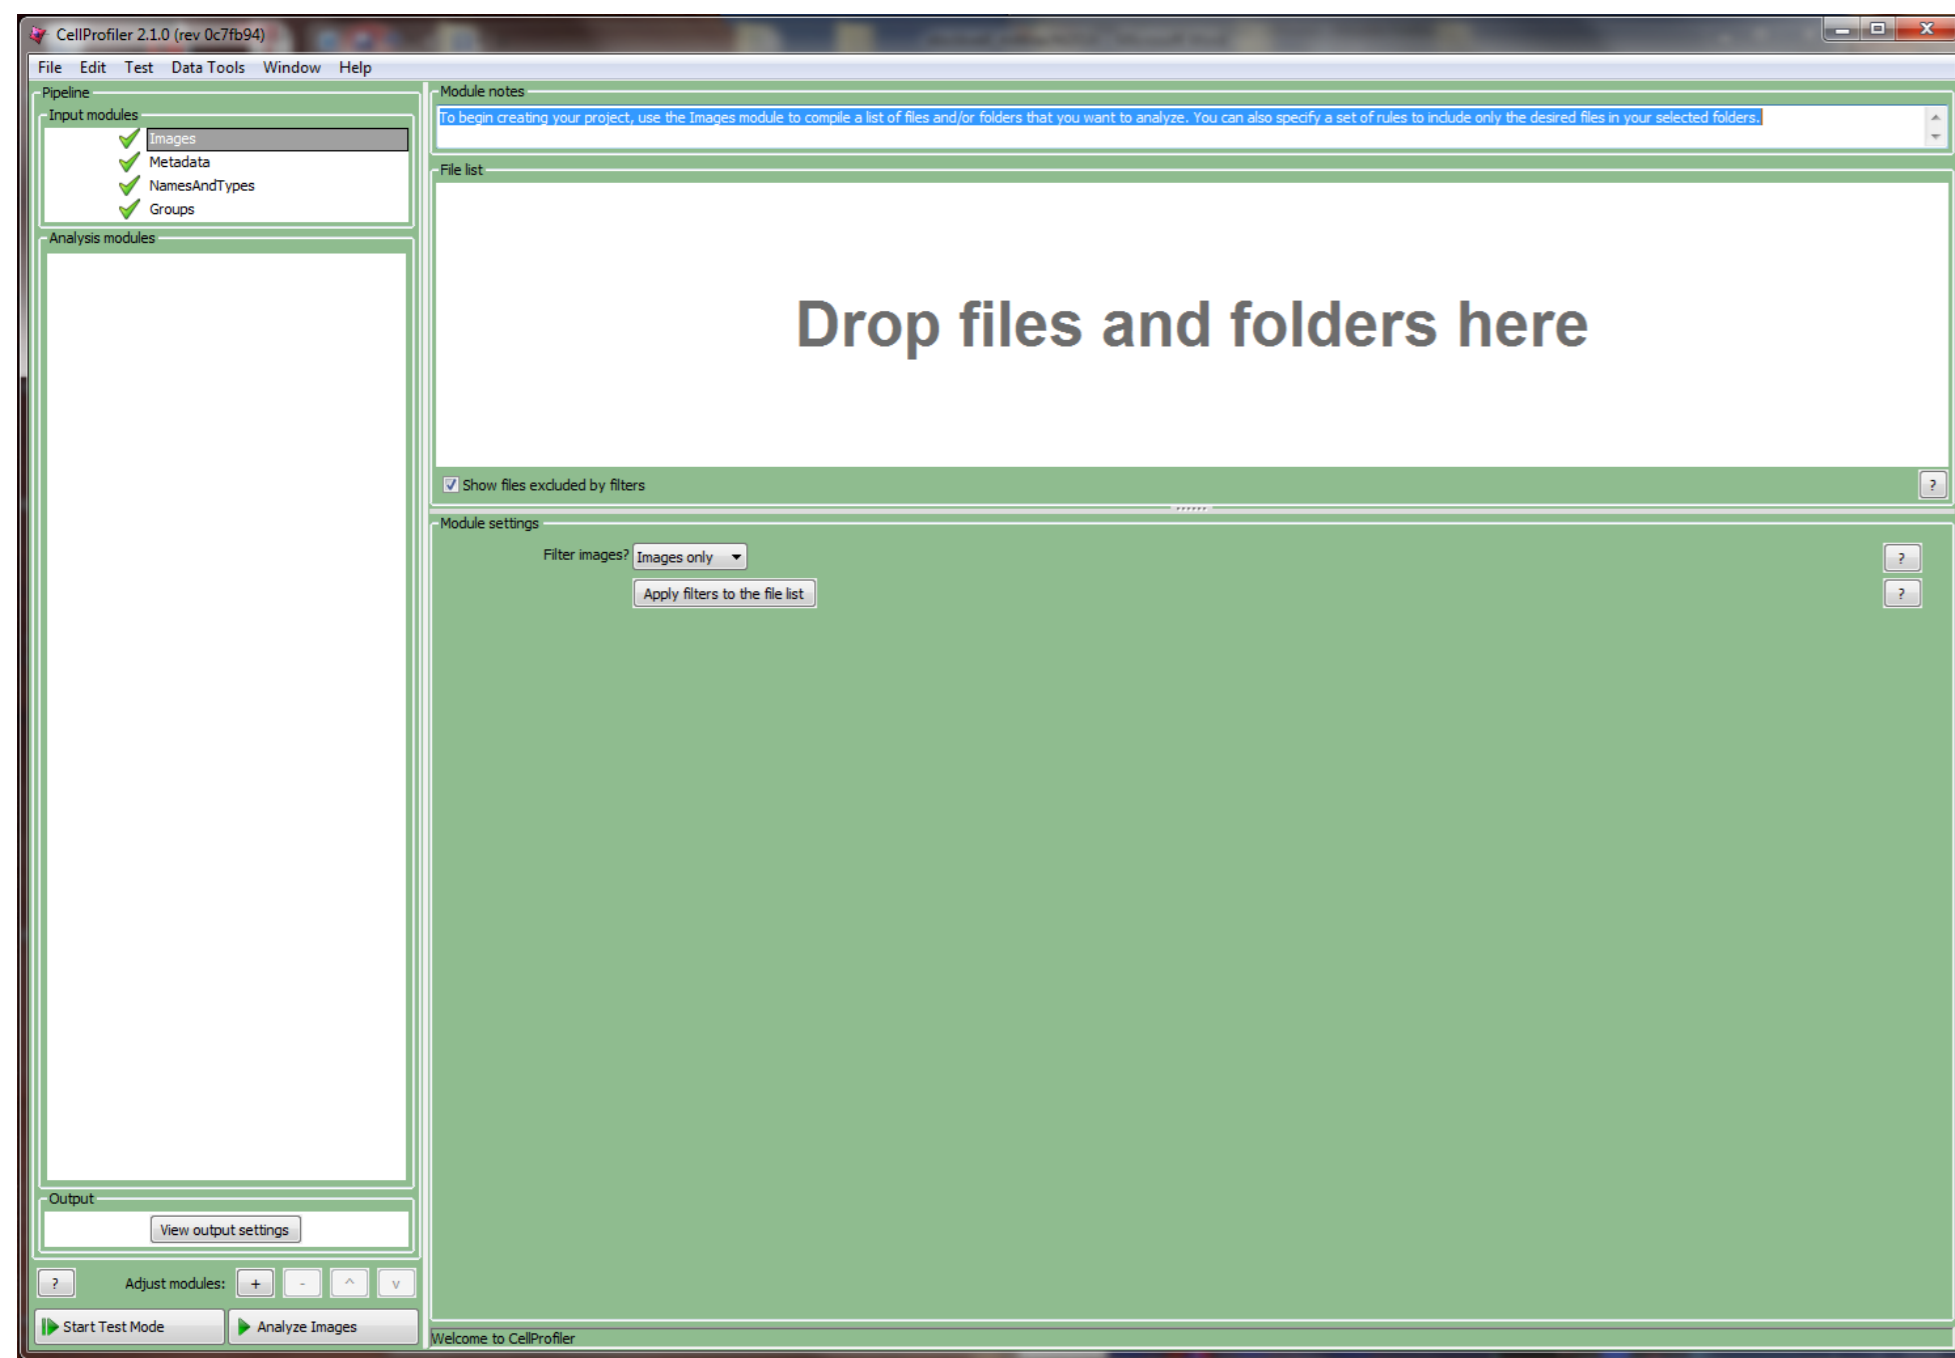 CellProfiler 2.1.0 (rev 0c7fb94)
File Edit Test Data Tools Window Help
Pipeline
Input modules
Images
Metadata
NamesAndTypes
Groups
Analysis modules
Output
View output settings
? Adjust modules: + - ^ v
Start Test Mode Analyze Images
Module notes
To begin creating your project, use the Images module to compile a list of files and/or folders that you want to analyze. You can also specify a set of rules to include only the desired files in your selected folders.
File list
Drop files and folders here
Show files excluded by filters ?
Module settings
Filter images? Images only ?
Apply filters to the file list ?
Welcome to CellProfiler